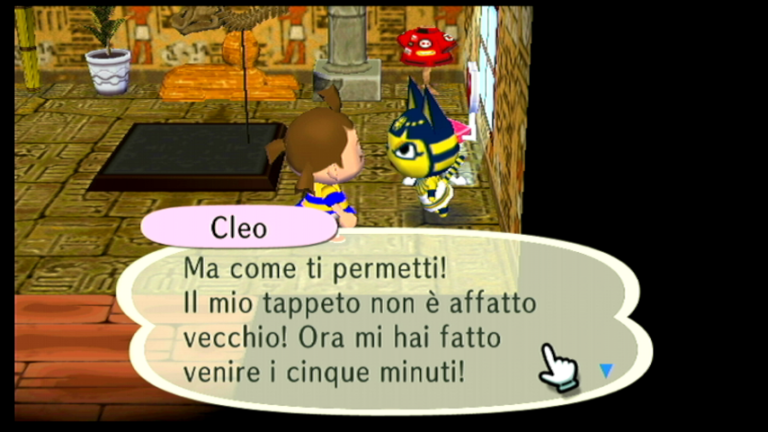 Cleo
Ma come ti permetti!
Il mio tappeto non è affatto
vecchio! Ora mi hai fatto
venire i cinque minuti!